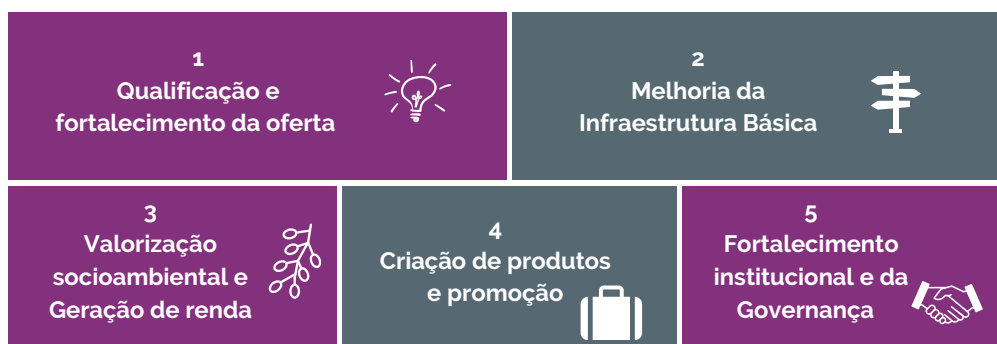 1
Qualificação e
fortalecimento da oferta
2
Melhoria da
Infraestrutura Básica
3
Valorização
socioambiental e
Geração de renda
4
Criação de produtos
e promoção
5
Fortalecimento
institucional e da
Governança